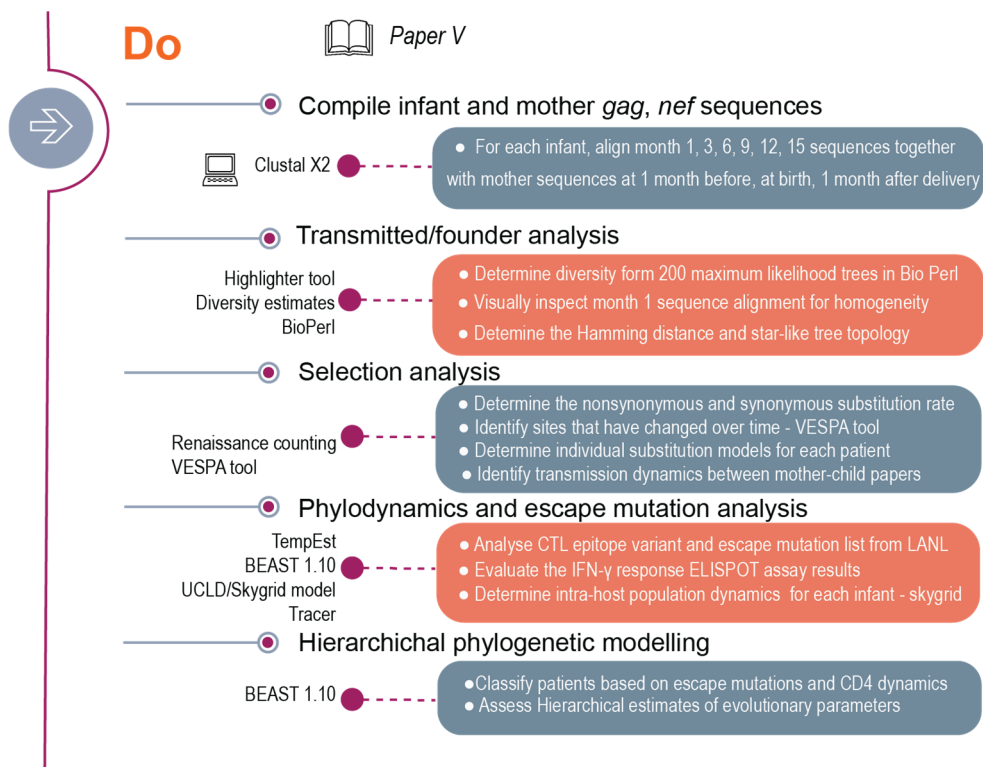 Do
Paper V
Compile infant and mother gag, nef sequences
Clustal X2
● For each infant, align month 1, 3, 6, 9, 12, 15 sequences together
with mother sequences at 1 month before, at birth, 1 month after delivery
Transmitted/founder analysis
Highlighter tool
Diversity estimates
BioPerl
● Determine diversity form 200 maximum likelihood trees in Bio Perl
● Visually inspect month 1 sequence alignment for homogeneity
● Detemine the Hamming distance and star-like tree topology
Selection analysis
Renaissance counting
VESPA tool
● Determine the nonsynonymous and synonymous substitution rate
● Identify sites that have changed over time - VESPA tool
● Determine individual substitution models for each patient
● Identify transmission dynamics between mother-child papers
Phylodynamics and escape mutation analysis
TempEst
BEAST 1.10
UCLD/Skygrid model
Tracer
● Analyse CTL epitope variant and escape mutation list from LANL
● Evaluate the IFN-γ response ELISPOT assay results
● Determine intra-host population dynamics for each infant - skygrid
Hierarchichal phylogenetic modelling
BEAST 1.10
●Classify patients based on escape mutations and CD4 dynamics
● Assess Hierarchical estimates of evolutionary parameters